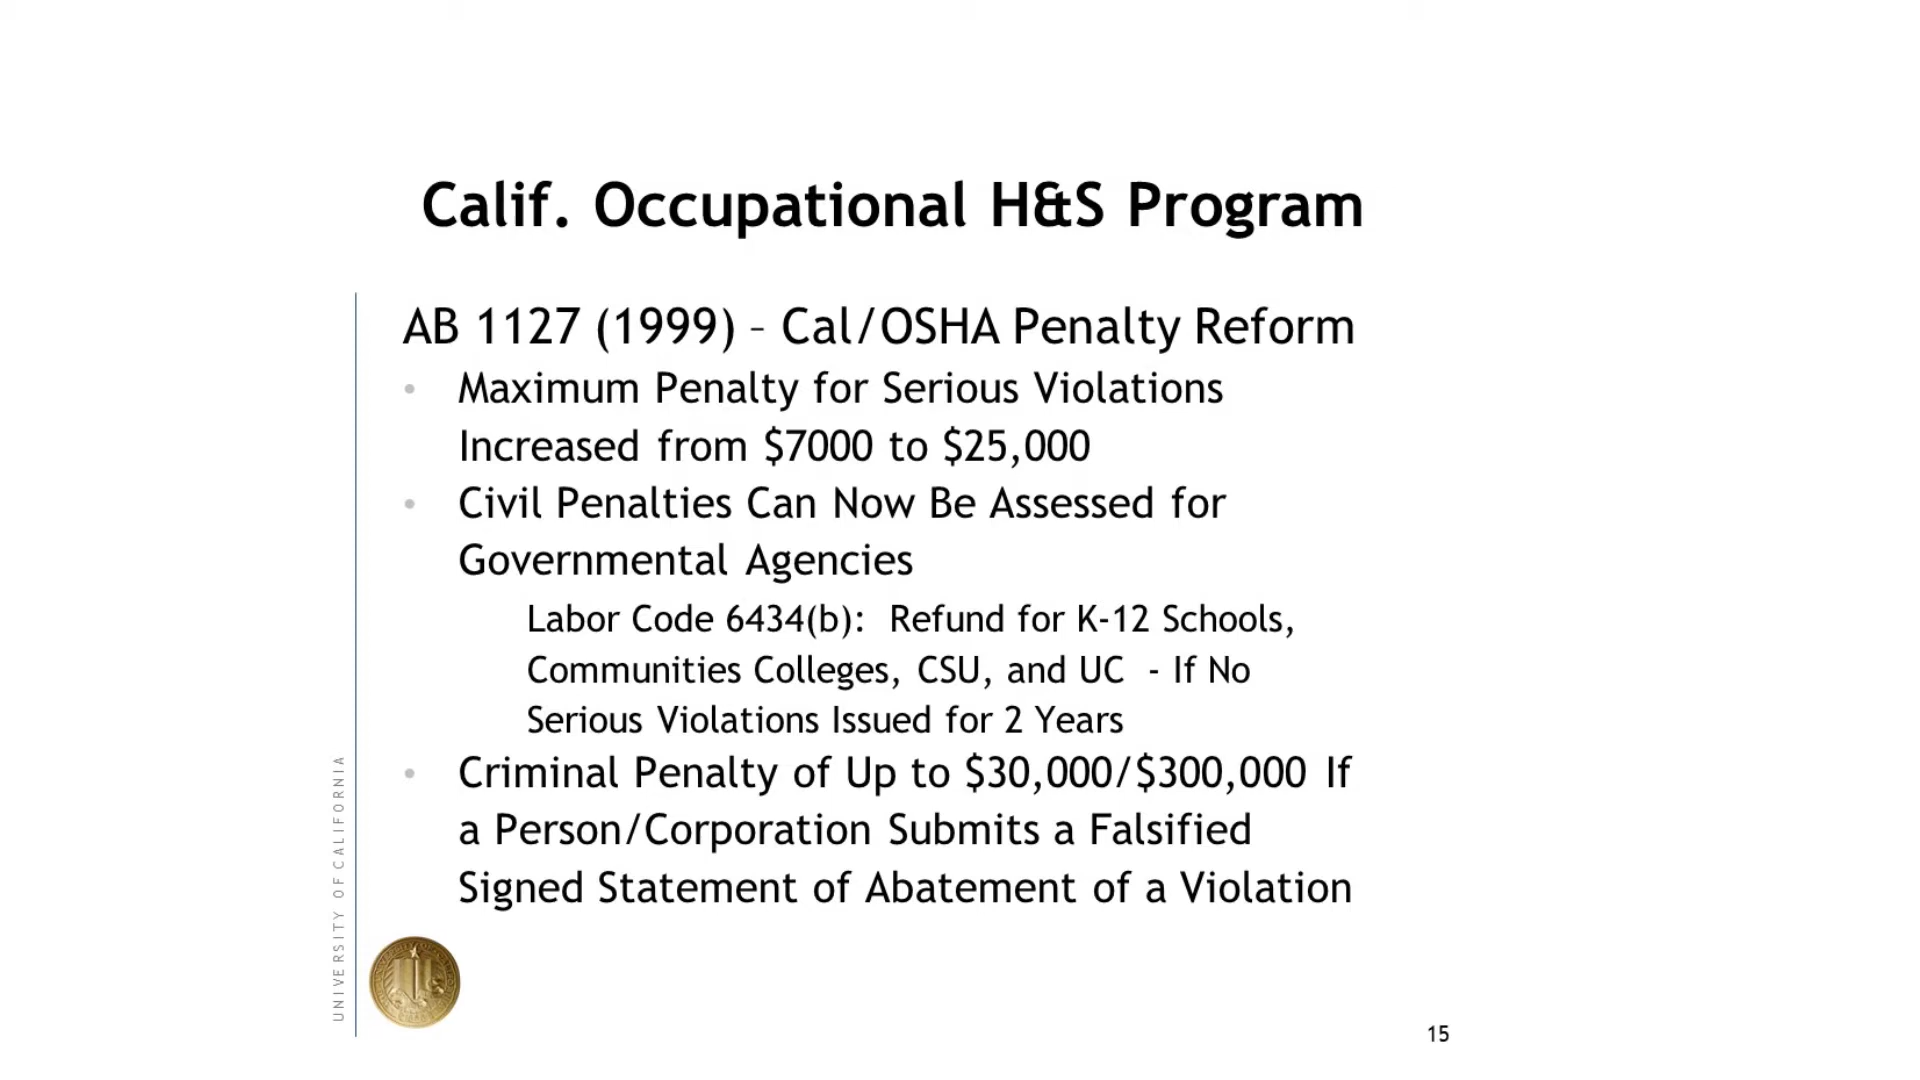 Calif. Occupational H&S Program
AB 1127 (1999) – Cal/OSHA Penalty Reform
• Maximum Penalty for Serious Violations
Increased from $7000 to $25,000
• Civil Penalties Can Now Be Assessed for
Governmental Agencies
Labor Code 6434(b): Refund for K-12 Schools,
Communities Colleges, CSU, and UC - If No
Serious Violations Issued for 2 Years
• Criminal Penalty of Up to $30,000/$300,000 If
a Person/Corporation Submits a Falsified
Signed Statement of Abatement of a Violation
UNIVERSITY OF CALIFORNIA
15